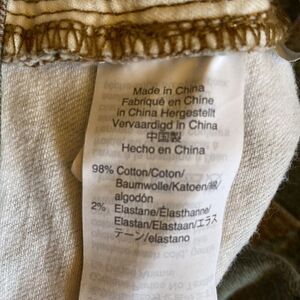 Made in China
Fabriqué en Chine
in China Hergestellt
Vervaardigd in China
中国製
Hecho en China
98% Cotton/Coton/
Baumwolle/Katoen/綿/
algodón
2% Elastane/Élasthanne/
Elastan/Elastaan/エラス
テーン/elastano